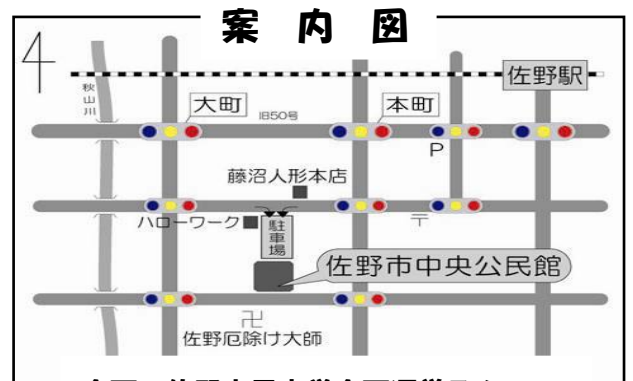 案 内 図
佐野駅
秋山川
大町
旧50号
本町
P
藤沼人形本店
ハローワーク
駐車場
〒
佐野市中央公民館
卍
佐野厄除け大師